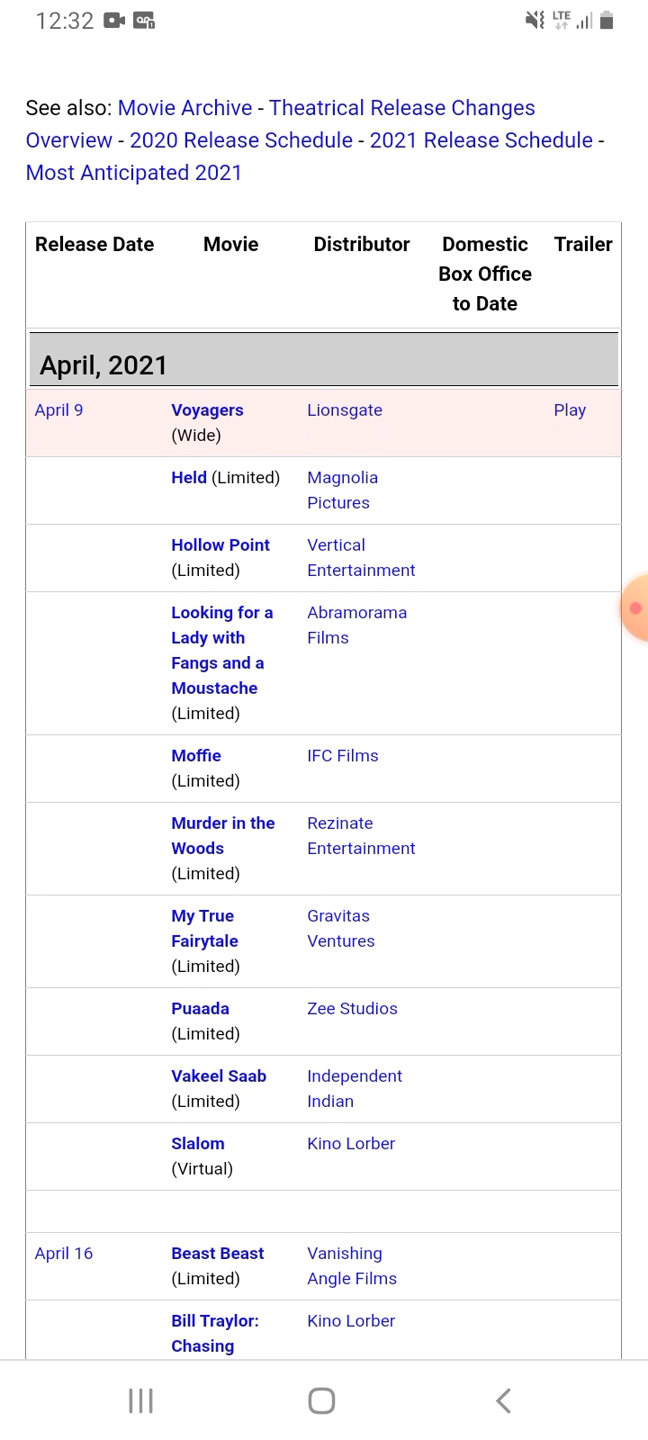 12:32
LTE
See also: Movie Archive - Theatrical Release Changes
Overview - 2020 Release Schedule - 2021 Release Schedule -
Most Anticipated 2021
Release Date Movie Distributor Domestic Box Office to Date Trailer
April, 2021
April 9 Voyagers Lionsgate Play
(Wide)
Held (Limited) Magnolia
Pictures
Hollow Point Vertical
(Limited) Entertainment
Looking for a Abramorama
Lady with Films
Fangs and a
Moustache
(Limited)
Moffie IFC Films
(Limited)
Murder in the Rezinate
Woods Entertainment
(Limited)
My True Gravitas
Fairytale Ventures
(Limited)
Puaada Zee Studios
(Limited)
Vakeel Saab Independent
(Limited) Indian
Slalom Kino Lorber
(Virtual)
April 16 Beast Beast Vanishing
(Limited) Angle Films
Bill Traylor: Kino Lorber
Chasing